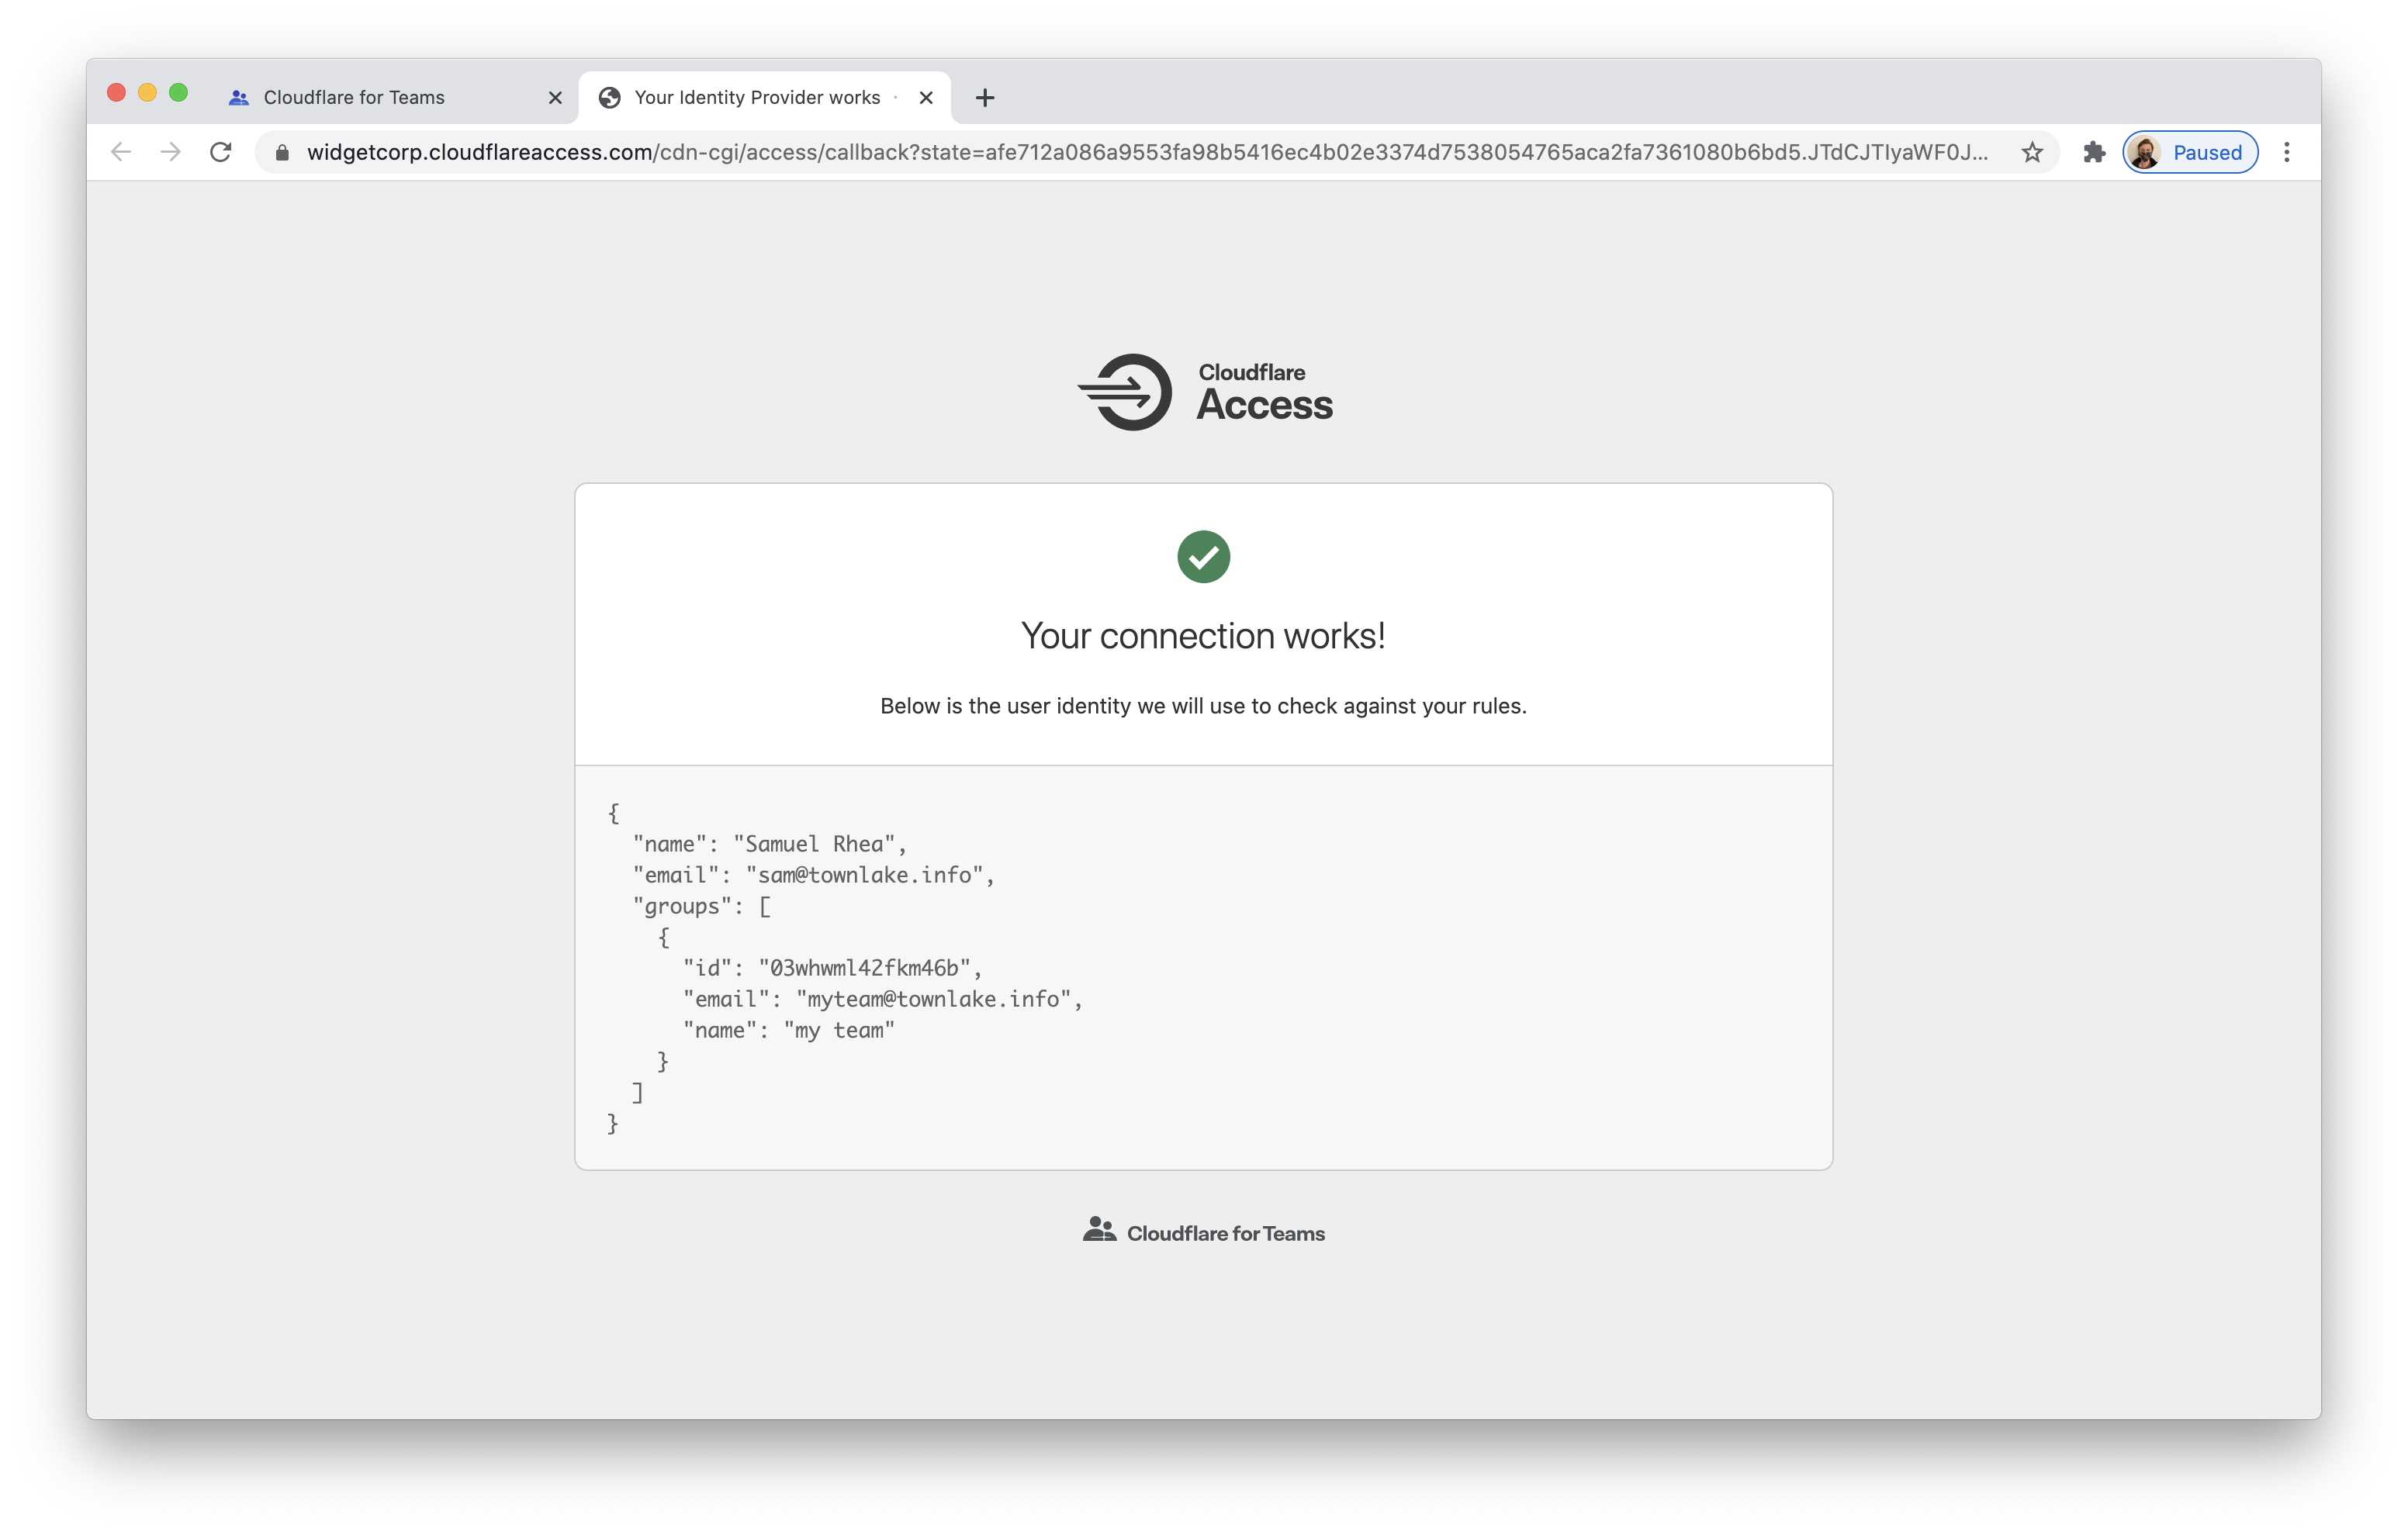 Cloudflare for Teams
Your Identity Provider works
widgetcorp.cloudflareaccess.com/cdn-cgi/access/callback?state=afe712a086a9553fa98b5416ec4b02e3374d7538054765aca2fa7361080b6bd5.JTdCJTIyaWF0J...
Paused
Cloudflare
Access
Your connection works!
Below is the user identity we will use to check against your rules.
{
  "name": "Samuel Rhea",
  "email": "sam@townlake.info",
  "groups": [
    {
      "id": "03whwml42fkm46b",
      "email": "myteam@townlake.info",
      "name": "my team"
    }
  ]
}
Cloudflare for Teams